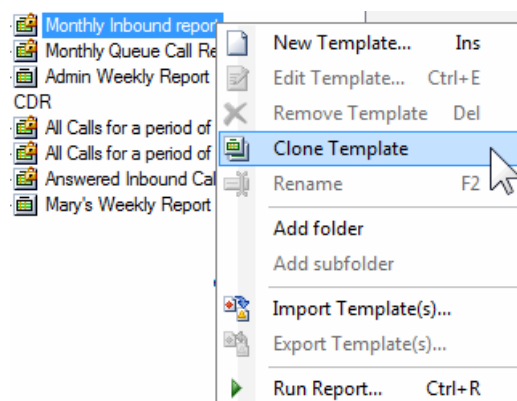 Monthly Inbound report
Monthly Queue Call Re
Admin Weekly Report
CDR
All Calls for a period of
All Calls for a period of
Answered Inbound Cal
Mary's Weekly Report
New Template... Ins
Edit Template... Ctrl+E
Remove Template Del
Clone Template
Rename F2
Add folder
Add subfolder
Import Template(s)...
Export Template(s)...
Run Report... Ctrl+R